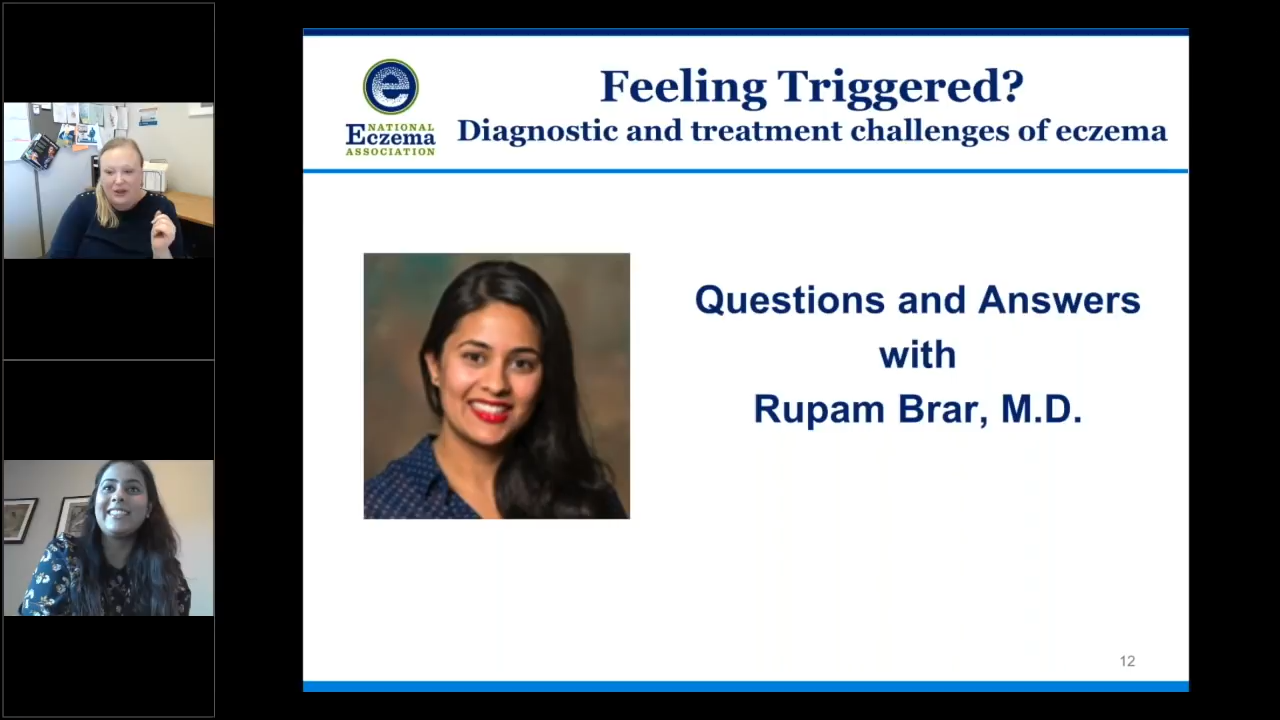 Feeling Triggered?
Diagnostic and treatment challenges of eczema
e
NATIONAL
Eczema
ASSOCIATION
Questions and Answers
with
Rupam Brar, M.D.
12